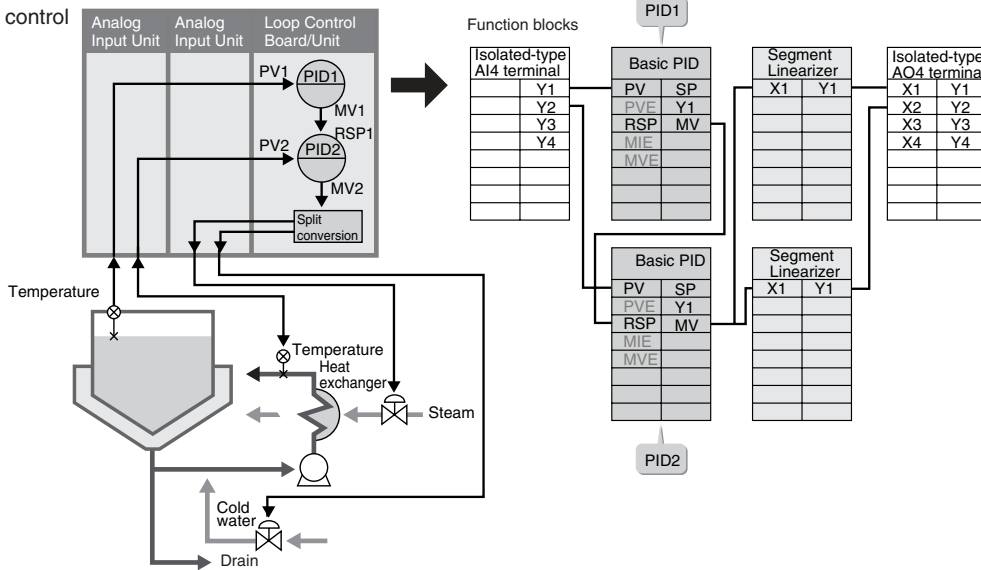 control
Analog Input Unit
Analog Input Unit
Loop Control Board/Unit
PV1
PID1
MV1
RSP1
PV2
PID2
MV2
Split conversion
Temperature
Temperature
Heat exchanger
Steam
Cold water
Drain
Function blocks
PID1
Isolated-type AI4 terminal
Y1
Y2
Y3
Y4
Basic PID
PV SP
PVE Y1
RSP MV
MIE
MVE
Segment Linearizer
X1 Y1
Isolated-type AO4 termina
X1 Y1
X2 Y2
X3 Y3
X4 Y4
Basic PID
PV SP
PVE Y1
RSP MV
MIE
MVE
Segment Linearizer
X1 Y1
PID2